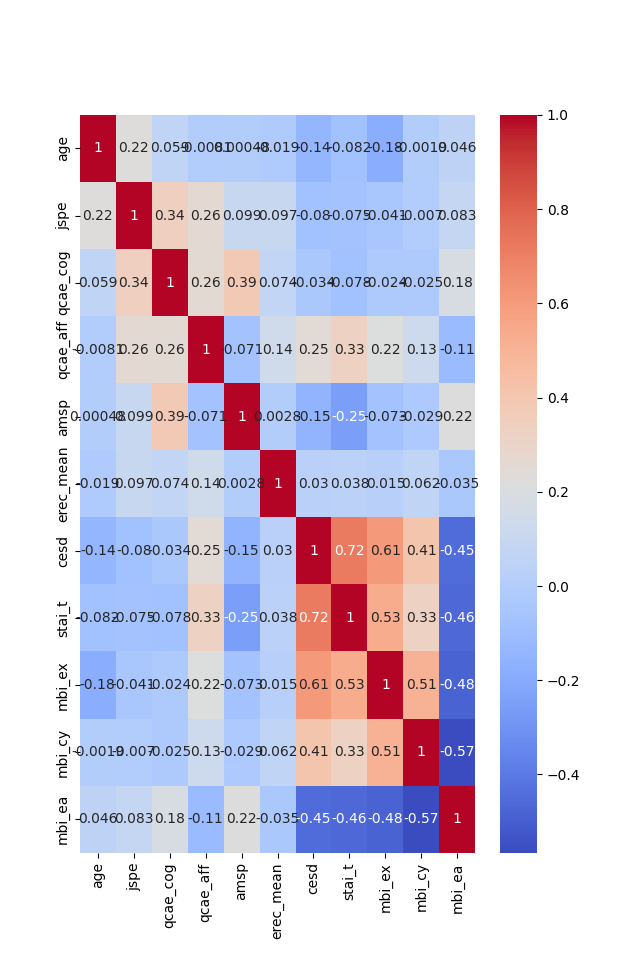 age 1 0.22 0.059 -0.0081 0.00048 -0.019 -0.14 -0.082 -0.18 -0.0019 0.046
jspe 0.22 1 0.34 0.26 0.099 0.097 -0.08 -0.075 -0.041 -0.007 0.083
qcae_cog 0.059 0.34 1 0.26 0.39 0.074 -0.034 -0.078 -0.024 -0.025 0.18
qcae_aff -0.0081 0.26 0.26 1 -0.071 0.14 0.25 0.33 0.22 0.13 -0.11
amsp 0.00048 0.099 0.39 -0.071 1 0.0028 -0.15 -0.25 -0.073 -0.029 0.22
erec_mean -0.019 0.097 0.074 0.14 0.0028 1 0.03 0.038 0.015 0.062 -0.035
cesd -0.14 -0.08 -0.034 0.25 -0.15 0.03 1 0.72 0.61 0.41 -0.45
stai_t -0.082 -0.075 -0.078 0.33 -0.25 0.038 0.72 1 0.53 0.33 -0.46
mbi_ex -0.18 -0.041 -0.024 0.22 -0.073 0.015 0.61 0.53 1 0.51 -0.48
mbi_cy -0.0019 -0.007 -0.025 0.13 -0.029 0.062 0.41 0.33 0.51 1 -0.57
mbi_ea 0.046 0.083 0.18 -0.11 0.22 -0.035 -0.45 -0.46 -0.48 -0.57 1
age jspe qcae_cog qcae_aff amsp erec_mean cesd stai_t mbi_ex mbi_cy mbi_ea
1.0
0.8
0.6
0.4
0.2
0.0
−0.2
−0.4